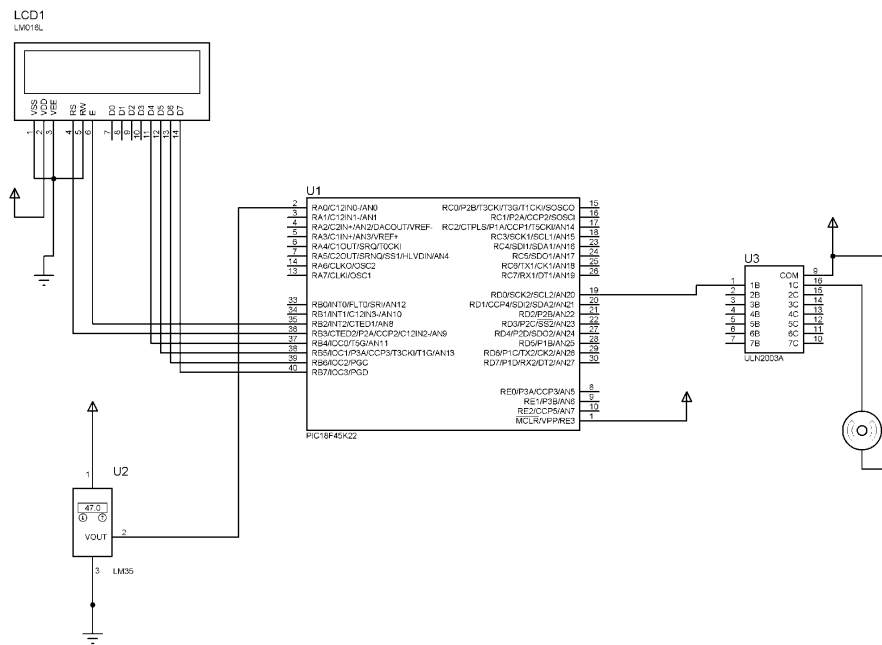 LCD1
LM016L
VSS
VDD
VEE
RS
RW
E
D0
D1
D2
D3
D4
D5
D6
D7
1
2
3
4
5
6
7
8
9
10
11
12
13
14
U1
2 RA0/C12IN0-/AN0
3 RA1/C12IN1-/AN1
4 RA2/C2IN+/AN2/DACOUT/VREF-
5 RA3/C1IN+/AN3/VREF+
6 RA4/C1OUT/SRQ/T0CKI
7 RA5/C2OUT/SRNQ/SS1/HLVDIN/AN4
14 RA6/CLKO/OSC2
13 RA7/CLKI/OSC1
33 RB0/INT0/FLT0/SRI/AN12
34 RB1/INT1/C12IN3-/AN10
35 RB2/INT2/CTED1/AN8
36 RB3/CTED2/P2A/CCP2/C12IN2-/AN9
37 RB4/IOC0/T5G/AN11
38 RB5/IOC1/P3A/CCP3/T3CKI/T1G/AN13
39 RB6/IOC2/PGC
40 RB7/IOC3/PGD
RC0/P2B/T3CKI/T3G/T1CKI/SOSCO 15
RC1/P2A/CCP2/SOSCI 16
RC2/CTPLS/P1A/CCP1/T5CKI/AN14 17
RC3/SCK1/SCL1/AN15 18
RC4/SDI1/SDA1/AN16 23
RC5/SDO1/AN17 24
RC6/TX1/CK1/AN18 25
RC7/RX1/DT1/AN19 26
RD0/SCK2/SCL2/AN20 19
RD1/CCP4/SDI2/SDA2/AN21 20
RD2/P2B/AN22 21
RD3/P2C/SS2/AN23 22
RD4/P2D/SDO2/AN24 27
RD5/P1B/AN25 28
RD6/P1C/TX2/CK2/AN26 29
RD7/P1D/RX2/DT2/AN27 30
RE0/P3A/CCP3/AN5 8
RE1/P3B/AN6 9
RE2/CCP5/AN7 10
MCLR/VPP/RE3 1
PIC18F45K22
U3
COM 9
1 1B 1C 16
2 2B 2C 15
3 3B 3C 14
4 4B 4C 13
5 5B 5C 12
6 6B 6C 11
7 7B 7C 10
ULN2003A
U2
1
47.0
VOUT 2
3
LM35